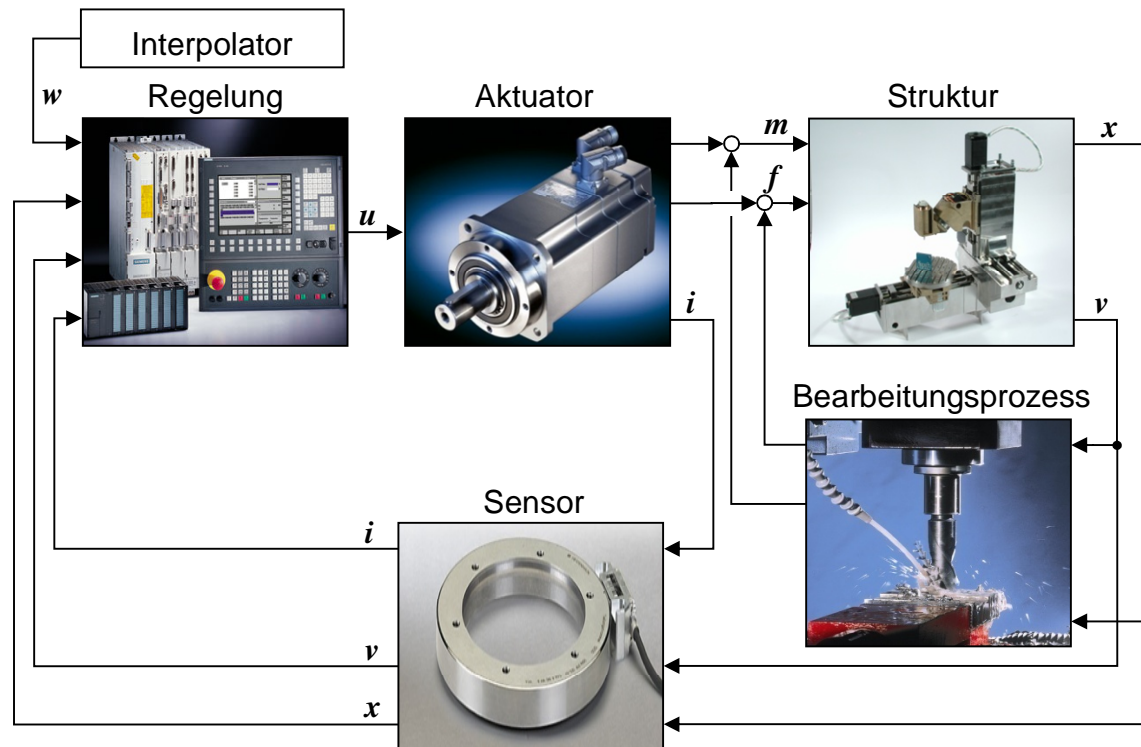 Interpolator
w
Regelung
Aktuator
Struktur
m
x
f
u
i
v
Bearbeitungsprozess
Sensor
i
v
x